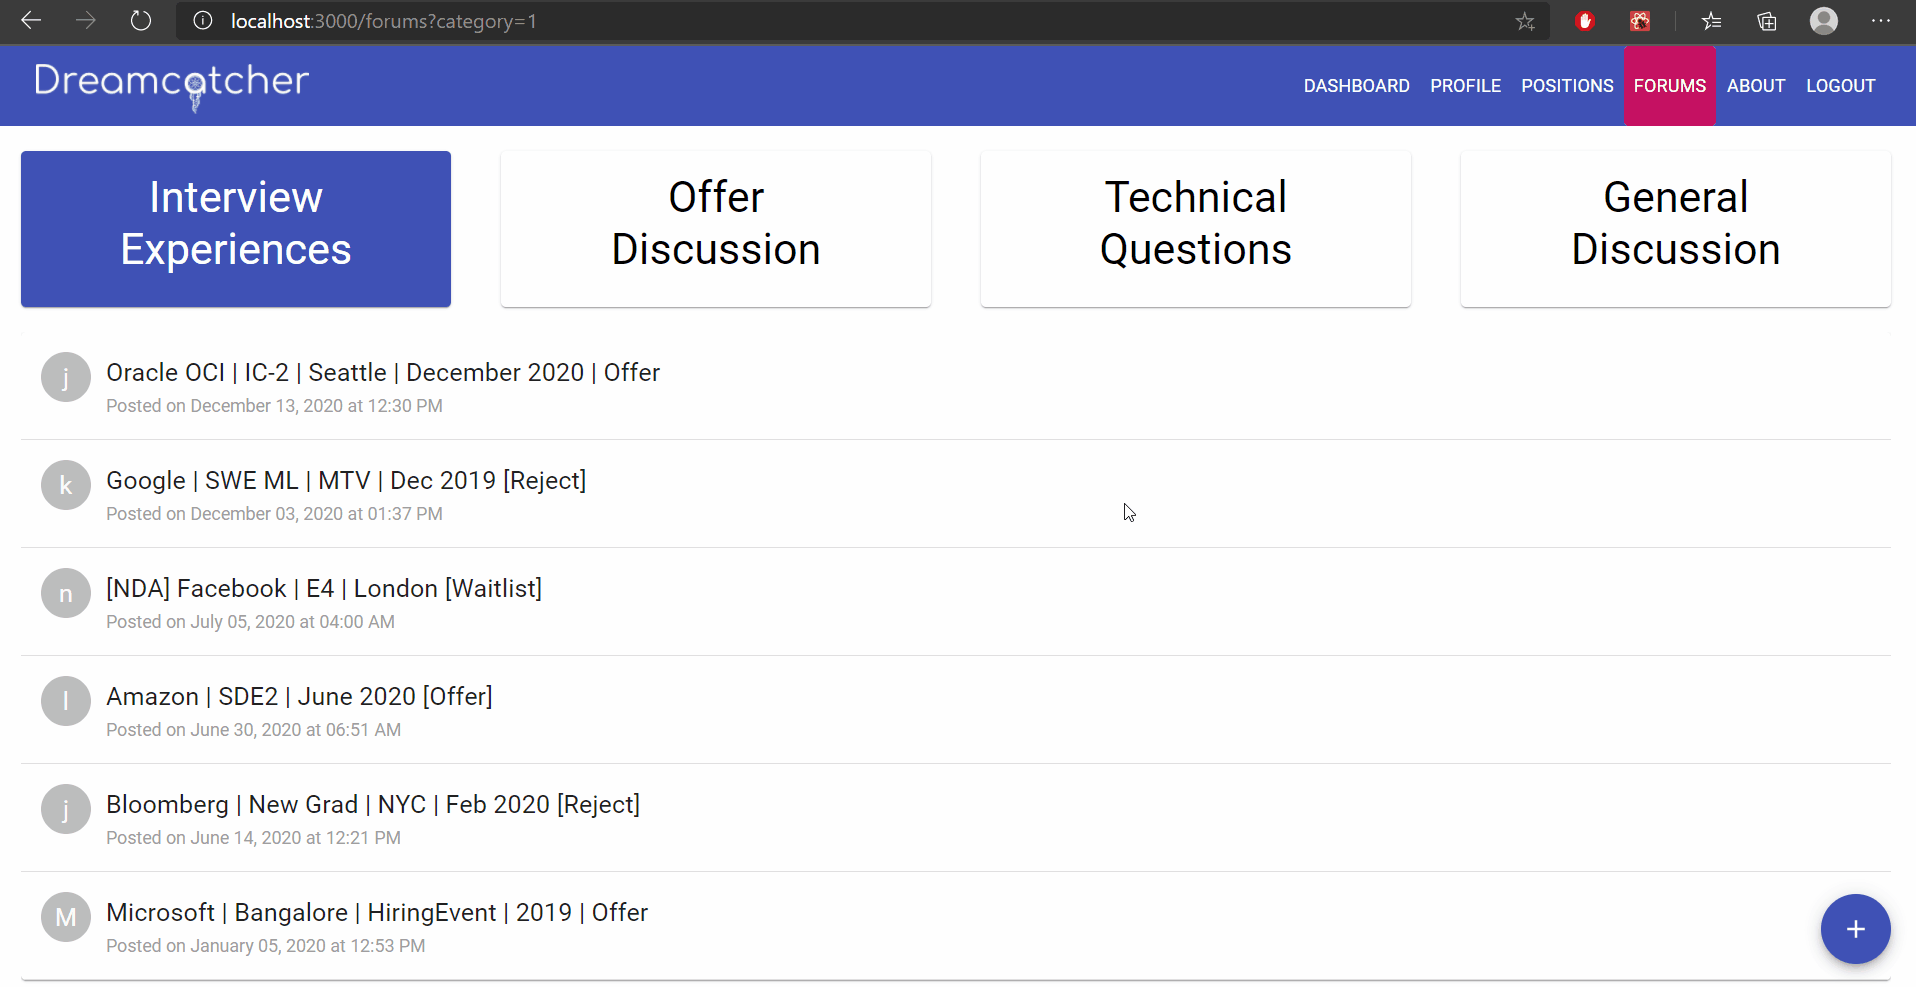 localhost:3000/forums?category=1
Dreamcatcher
DASHBOARD PROFILE POSITIONS FORUMS ABOUT LOGOUT
Interview
Experiences
Offer
Discussion
Technical
Questions
General
Discussion
j
Oracle OCI | IC-2 | Seattle | December 2020 | Offer
Posted on December 13, 2020 at 12:30 PM
k
Google | SWE ML | MTV | Dec 2019 [Reject]
Posted on December 03, 2020 at 01:37 PM
n
[NDA] Facebook | E4 | London [Waitlist]
Posted on July 05, 2020 at 04:00 AM
l
Amazon | SDE2 | June 2020 [Offer]
Posted on June 30, 2020 at 06:51 AM
j
Bloomberg | New Grad | NYC | Feb 2020 [Reject]
Posted on June 14, 2020 at 12:21 PM
M
Microsoft | Bangalore | HiringEvent | 2019 | Offer
Posted on January 05, 2020 at 12:53 PM
+